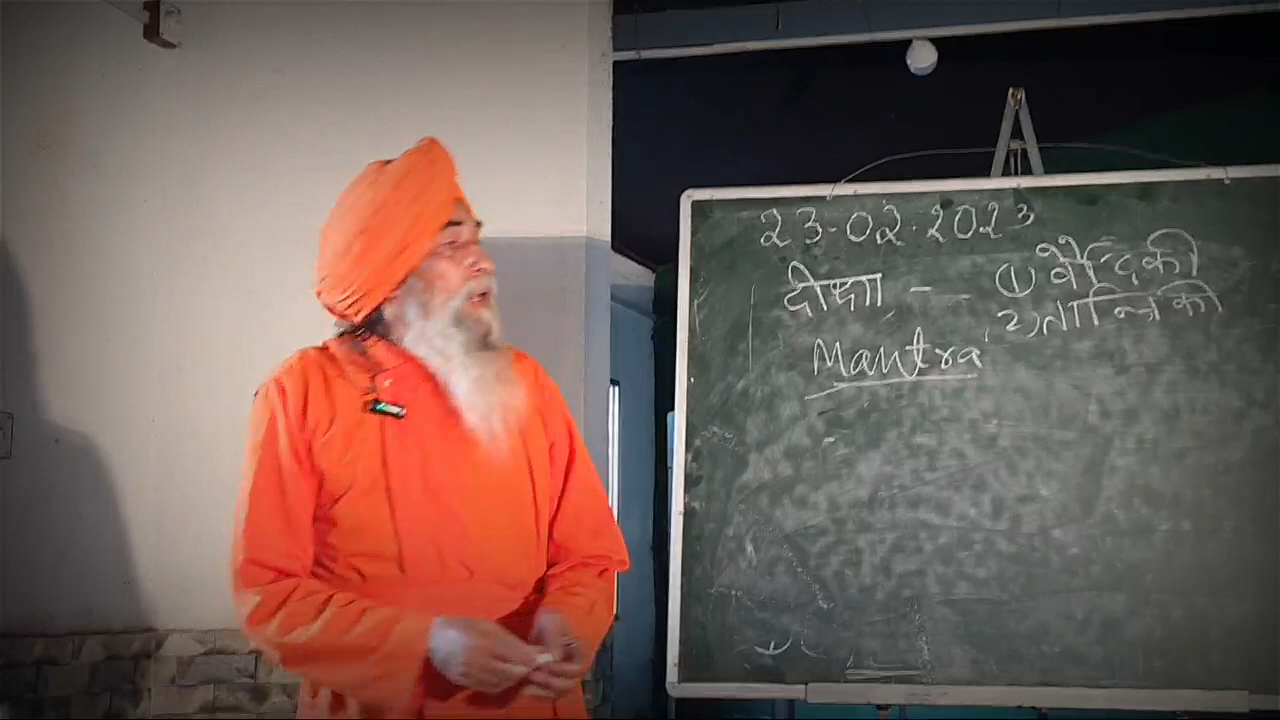 23.02.2023
दीक्षा -- (1) वैदिकी
(2) तान्त्रिकी
Mantra